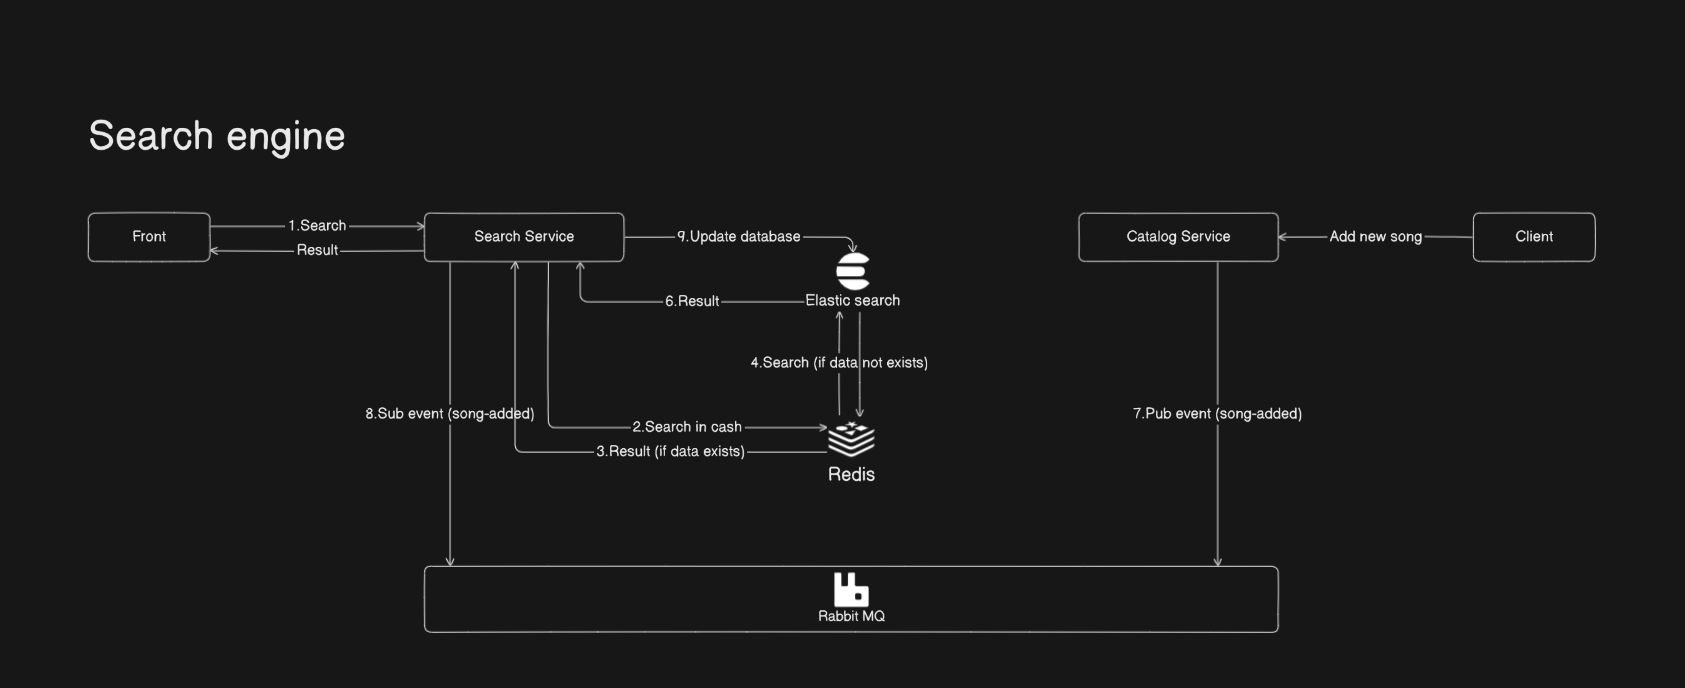 Search engine
Front
1.Search
Result
Search Service
9.Update database
Elastic search
6.Result
4.Search (if data not exists)
8.Sub event (song-added)
2.Search in cash
3.Result (if data exists)
Redis
Catalog Service
Add new song
Client
7.Pub event (song-added)
Rabbit MQ